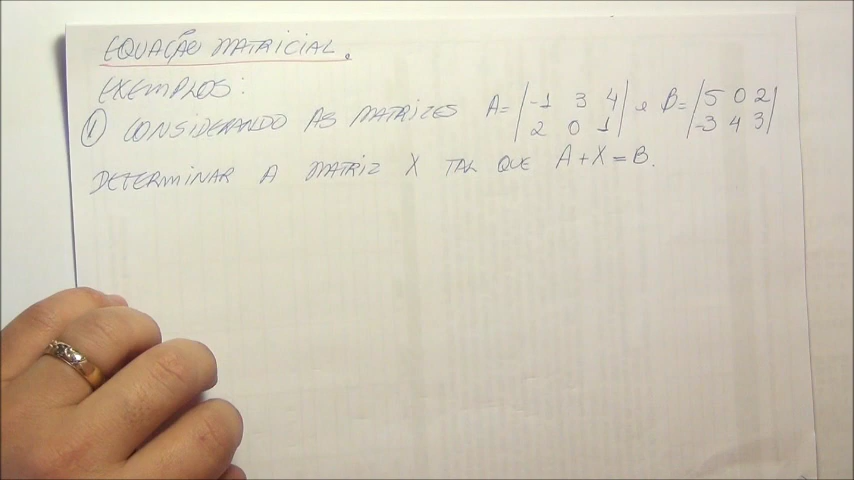 EQUAÇÃO MATRICIAL.
EXEMPLOS:
① CONSIDERANDO AS MATRIZES A= | -1 3 4 | e B= | 5 0 2 |
| 2 0 1 | | -3 4 3 |
DETERMINAR A MATRIZ X TAL QUE A+X=B.